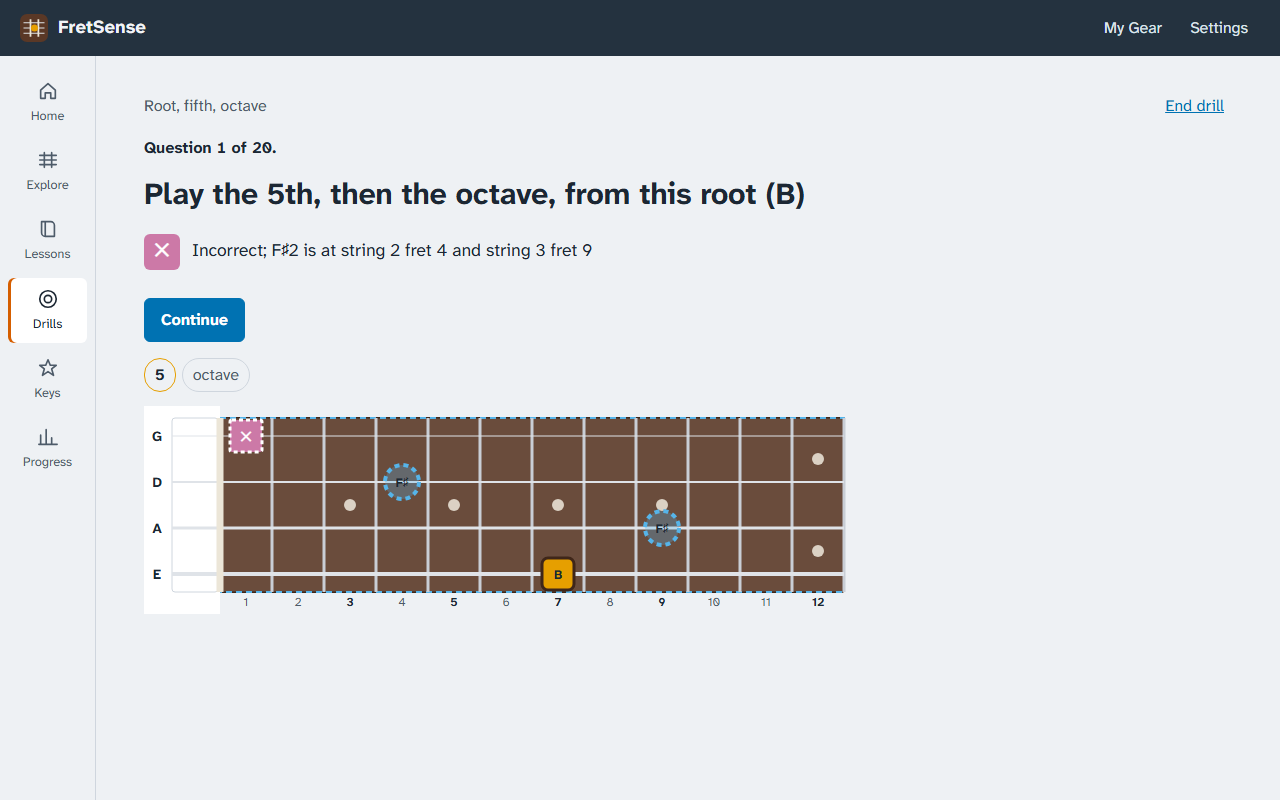 FretSense
My Gear
Settings
Home
Explore
Lessons
Drills
Keys
Progress
Root, fifth, octave
End drill
Question 1 of 20.
Play the 5th, then the octave, from this root (B)
Incorrect; F♯2 is at string 2 fret 4 and string 3 fret 9
Continue
5 octave
G
D F♯
A F♯
E B
1 2 3 4 5 6 7 8 9 10 11 12